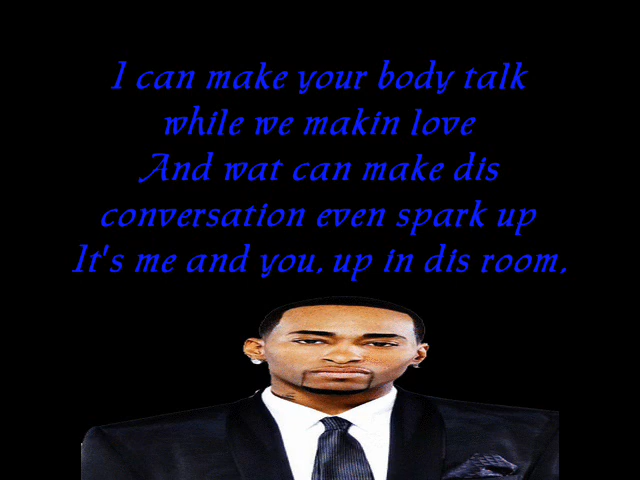 I can make your body talk
while we makin love
And wat can make dis
conversation even spark up
It's me and you, up in dis room,